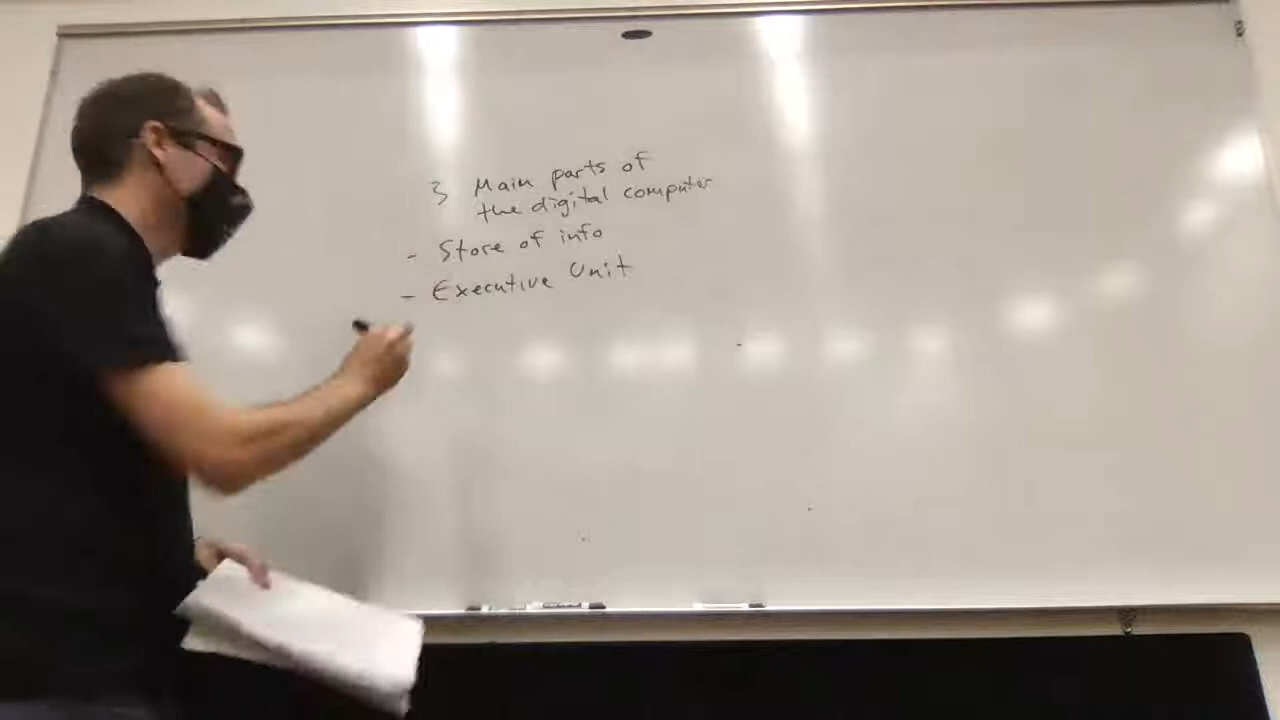 3 Main parts of
the digital computer
- Store of info
- Executive Unit